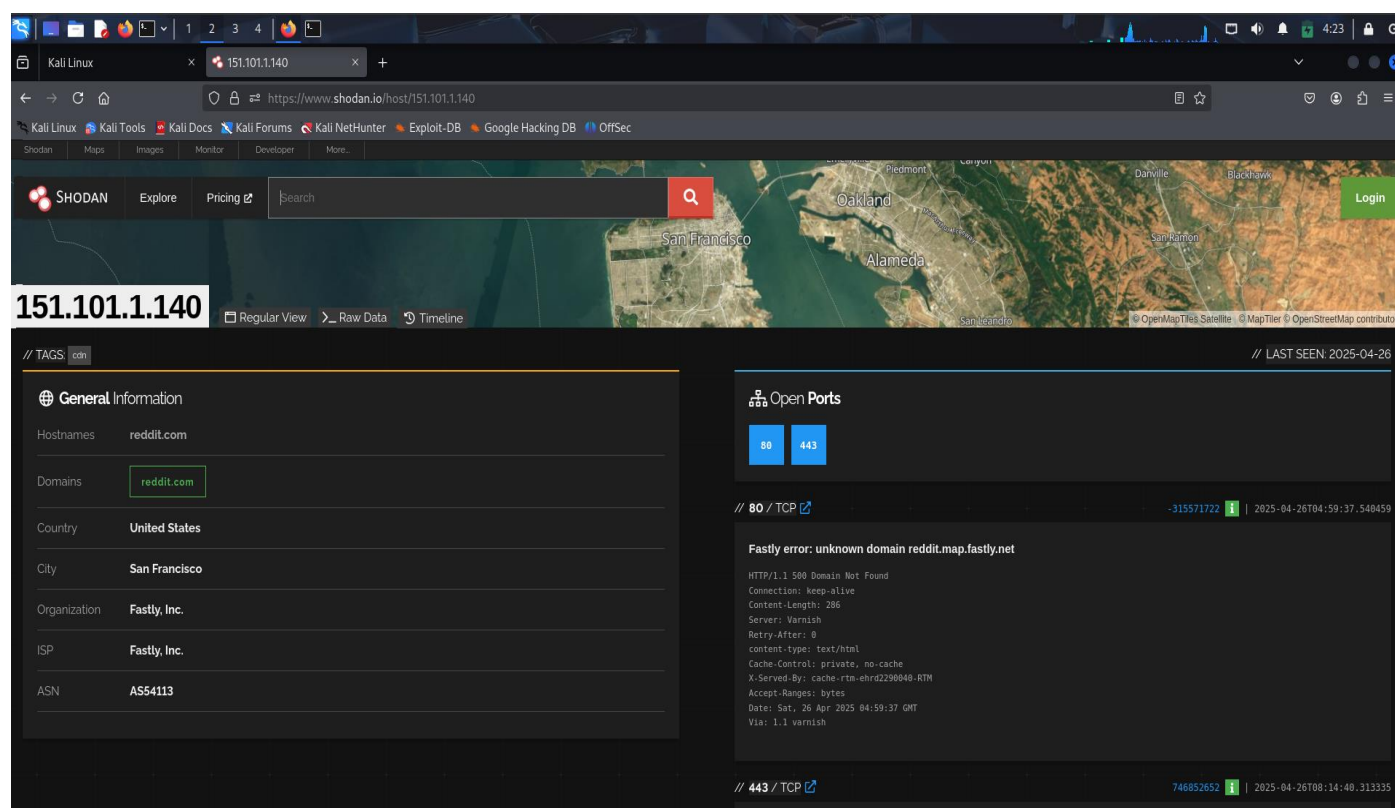 1 2 3 4
4:23
Kali Linux
151.101.1.140
https://www.shodan.io/host/151.101.1.140
Kali Linux Kali Tools Kali Docs Kali Forums Kali NetHunter Exploit-DB Google Hacking DB OffSec
Shodan Maps Images Monitor Developer More...
SHODAN Explore Pricing Search Login
Piedmont
Danville Blackhawk
Oakland
San Francisco
San Ramon
Alameda
San Leandro
151.101.1.140 Regular View >_ Raw Data Timeline
© OpenMapTiles Satellite © MapTiler © OpenStreetMap contributo
// TAGS: cdn
// LAST SEEN: 2025-04-26
General Information
Hostnames reddit.com
Domains reddit.com
Country United States
City San Francisco
Organization Fastly, Inc.
ISP Fastly, Inc.
ASN AS54113
Open Ports
80 443
// 80 / TCP
-315571722 | 2025-04-26T04:59:37.540459
Fastly error: unknown domain reddit.map.fastly.net
HTTP/1.1 500 Domain Not Found
Connection: keep-alive
Content-Length: 286
Server: Varnish
Retry-After: 0
content-type: text/html
Cache-Control: private, no-cache
X-Served-By: cache-rtm-ehrd2290040-RTM
Accept-Ranges: bytes
Date: Sat, 26 Apr 2025 04:59:37 GMT
Via: 1.1 varnish
// 443 / TCP
746852652 | 2025-04-26T08:14:40.313335